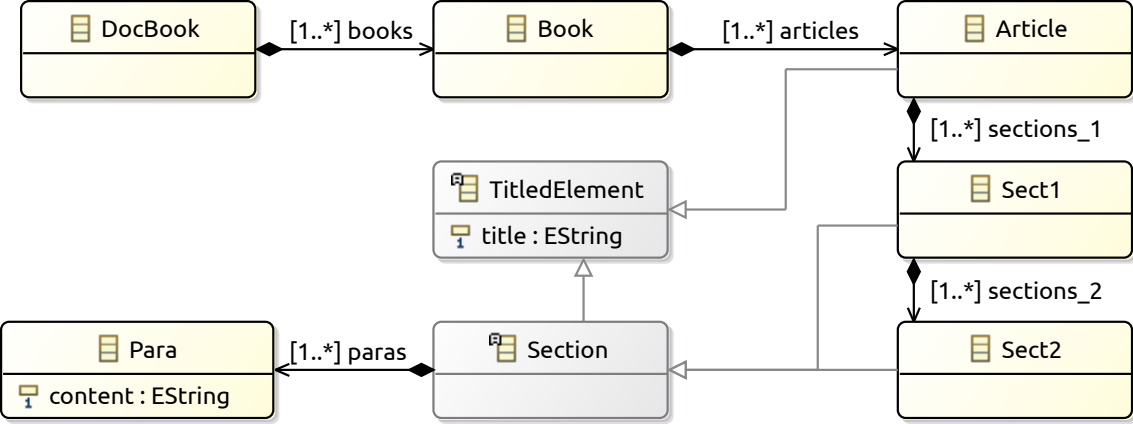 DocBook
[1..*] books
Book
[1..*] articles
Article
[1..*] sections_1
TitledElement
title : EString
Sect1
[1..*] sections_2
Para
content : EString
[1..*] paras
Section
Sect2